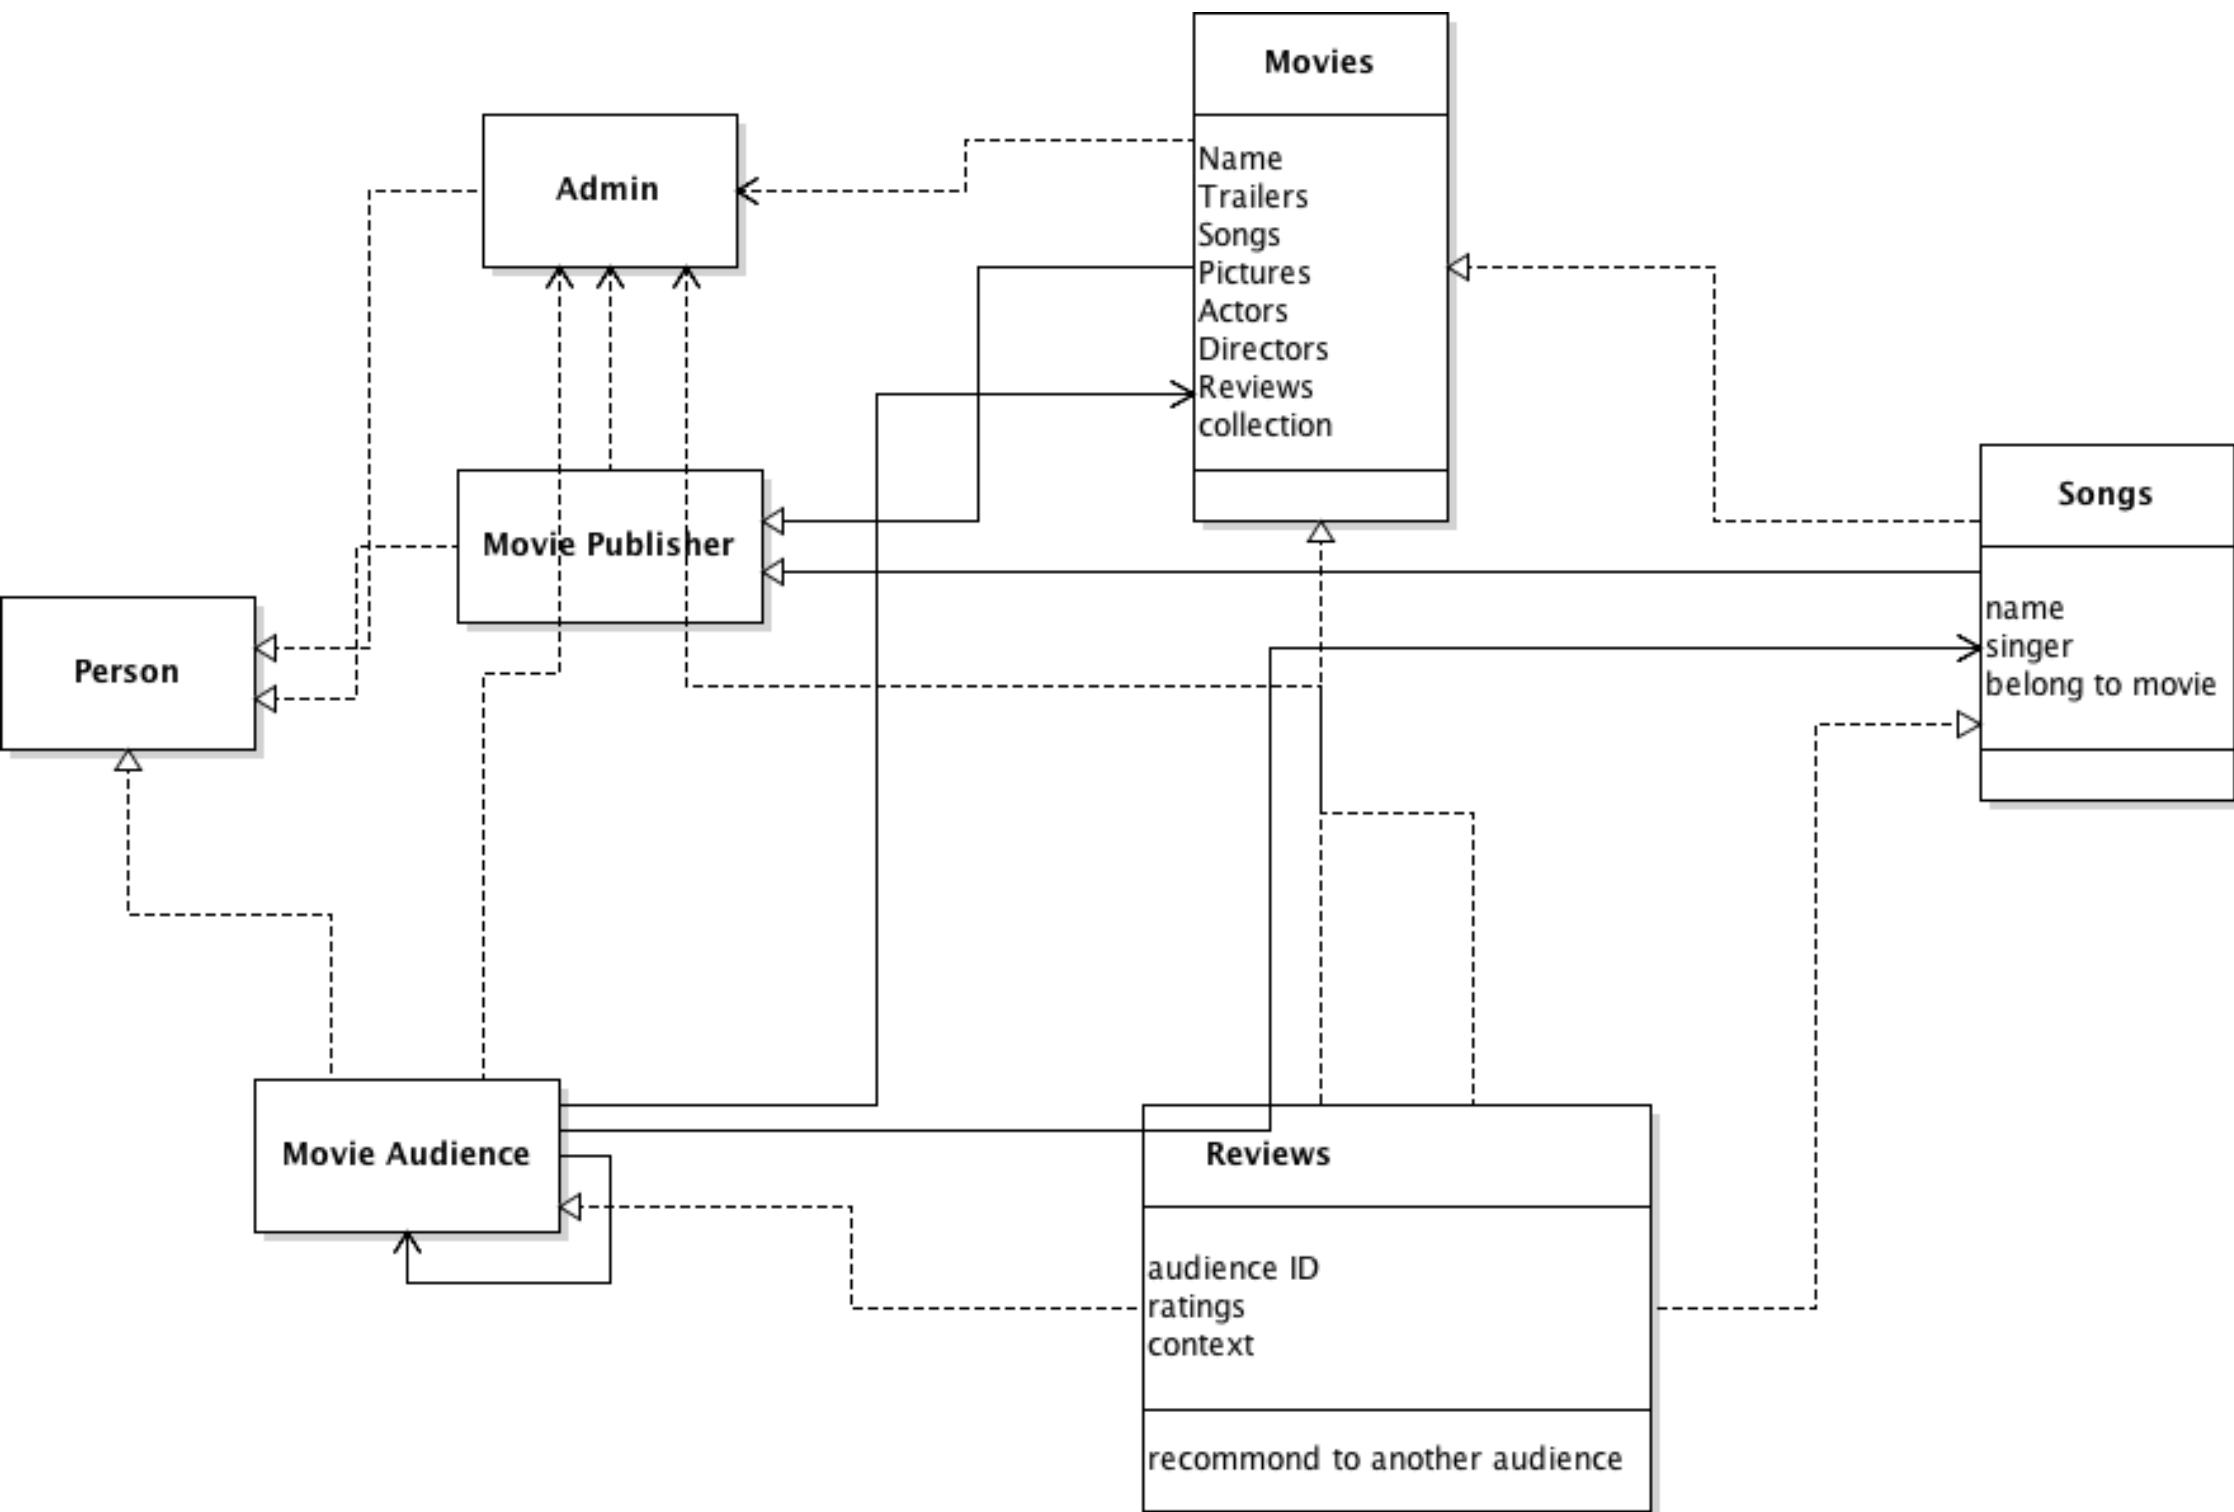 Movies
Name
Trailers
Songs
Pictures
Actors
Directors
Reviews
collection
Admin
Movie Publisher
Songs
name
singer
belong to movie
Person
Movie Audience
Reviews
audience ID
ratings
context
recommond to another audience